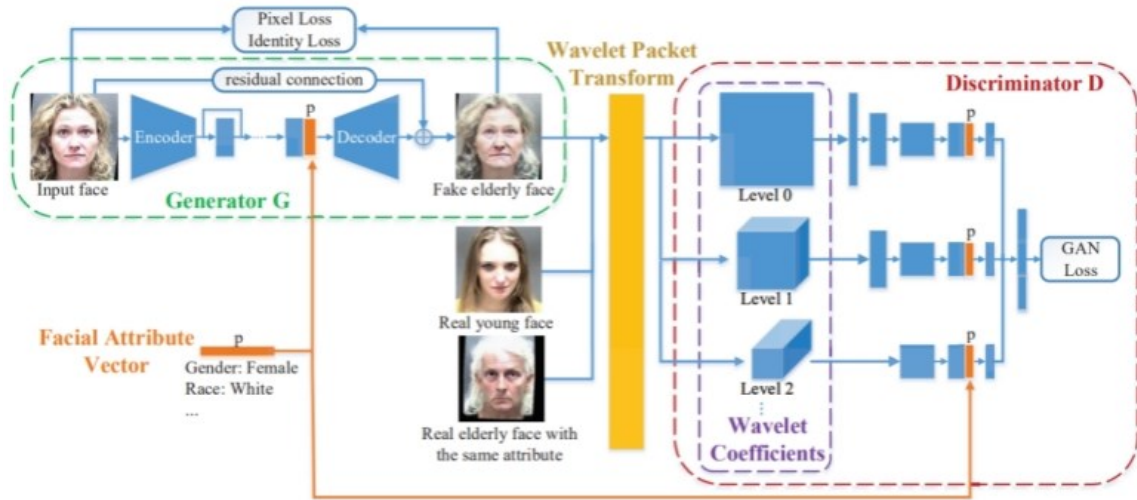 Pixel Loss
Identity Loss
residual connection
Wavelet Packet
Transform
Discriminator D
p
Encoder
...
Decoder
Input face
Generator G
Fake elderly face
Level 0
p
p
GAN
Loss
Level 1
Real young face
Facial Attribute
Vector
p
Gender: Female
Race: White
...
p
Level 2
Wavelet
Coefficients
Real elderly face with
the same attribute